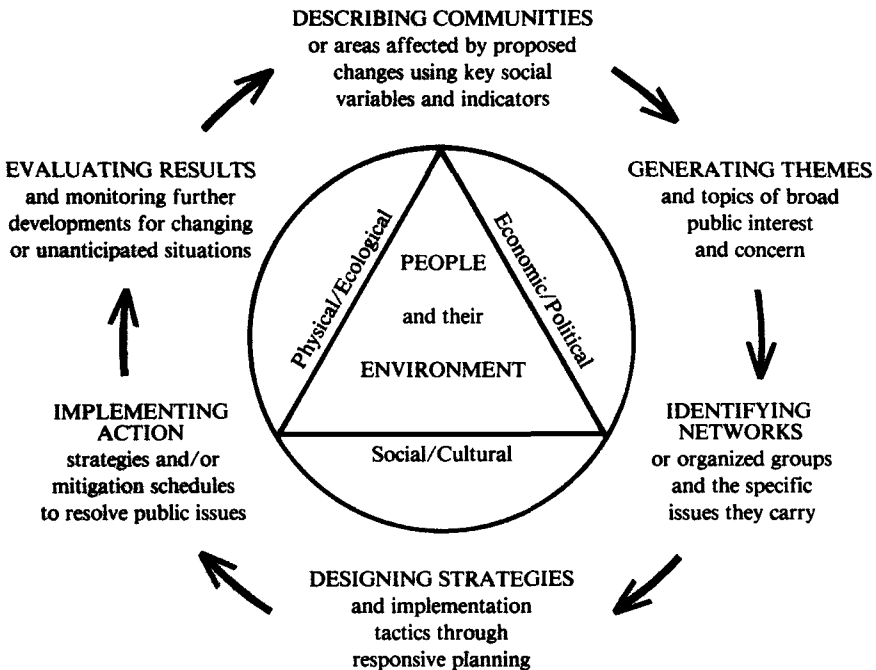 DESCRIBING COMMUNITIES
or areas affected by proposed
changes using key social
variables and indicators
GENERATING THEMES
and topics of broad
public interest
and concern
IDENTIFYING
NETWORKS
or organized groups
and the specific
issues they carry
DESIGNING STRATEGIES
and implementation
tactics through
responsive planning
IMPLEMENTING
ACTION
strategies and/or
mitigation schedules
to resolve public issues
EVALUATING RESULTS
and monitoring further
developments for changing
or unanticipated situations
Physical/Ecological
Economic/Political
Social/Cultural
PEOPLE
and their
ENVIRONMENT